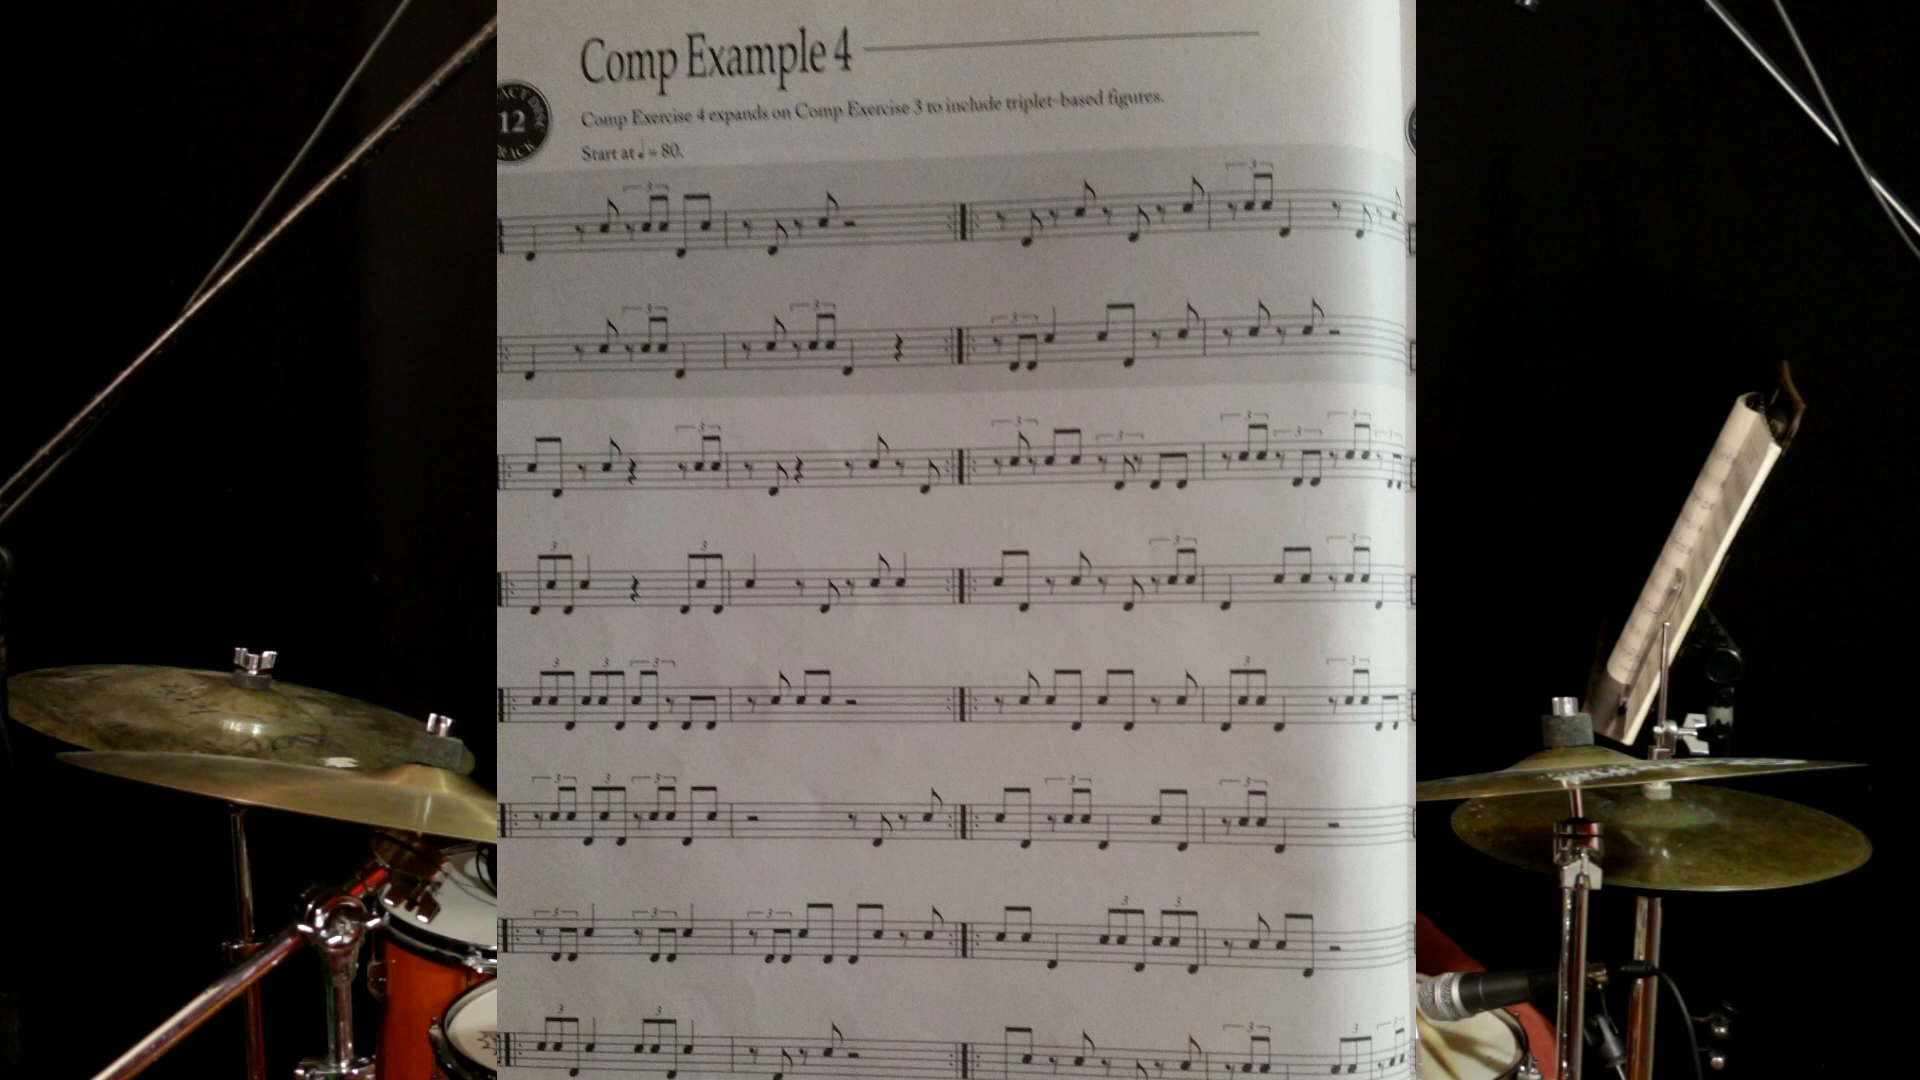 Comp Example 4
12
Comp Exercise 4 expands on Comp Exercise 3 to include triplet-based figures.
Start at ♩ = 80.